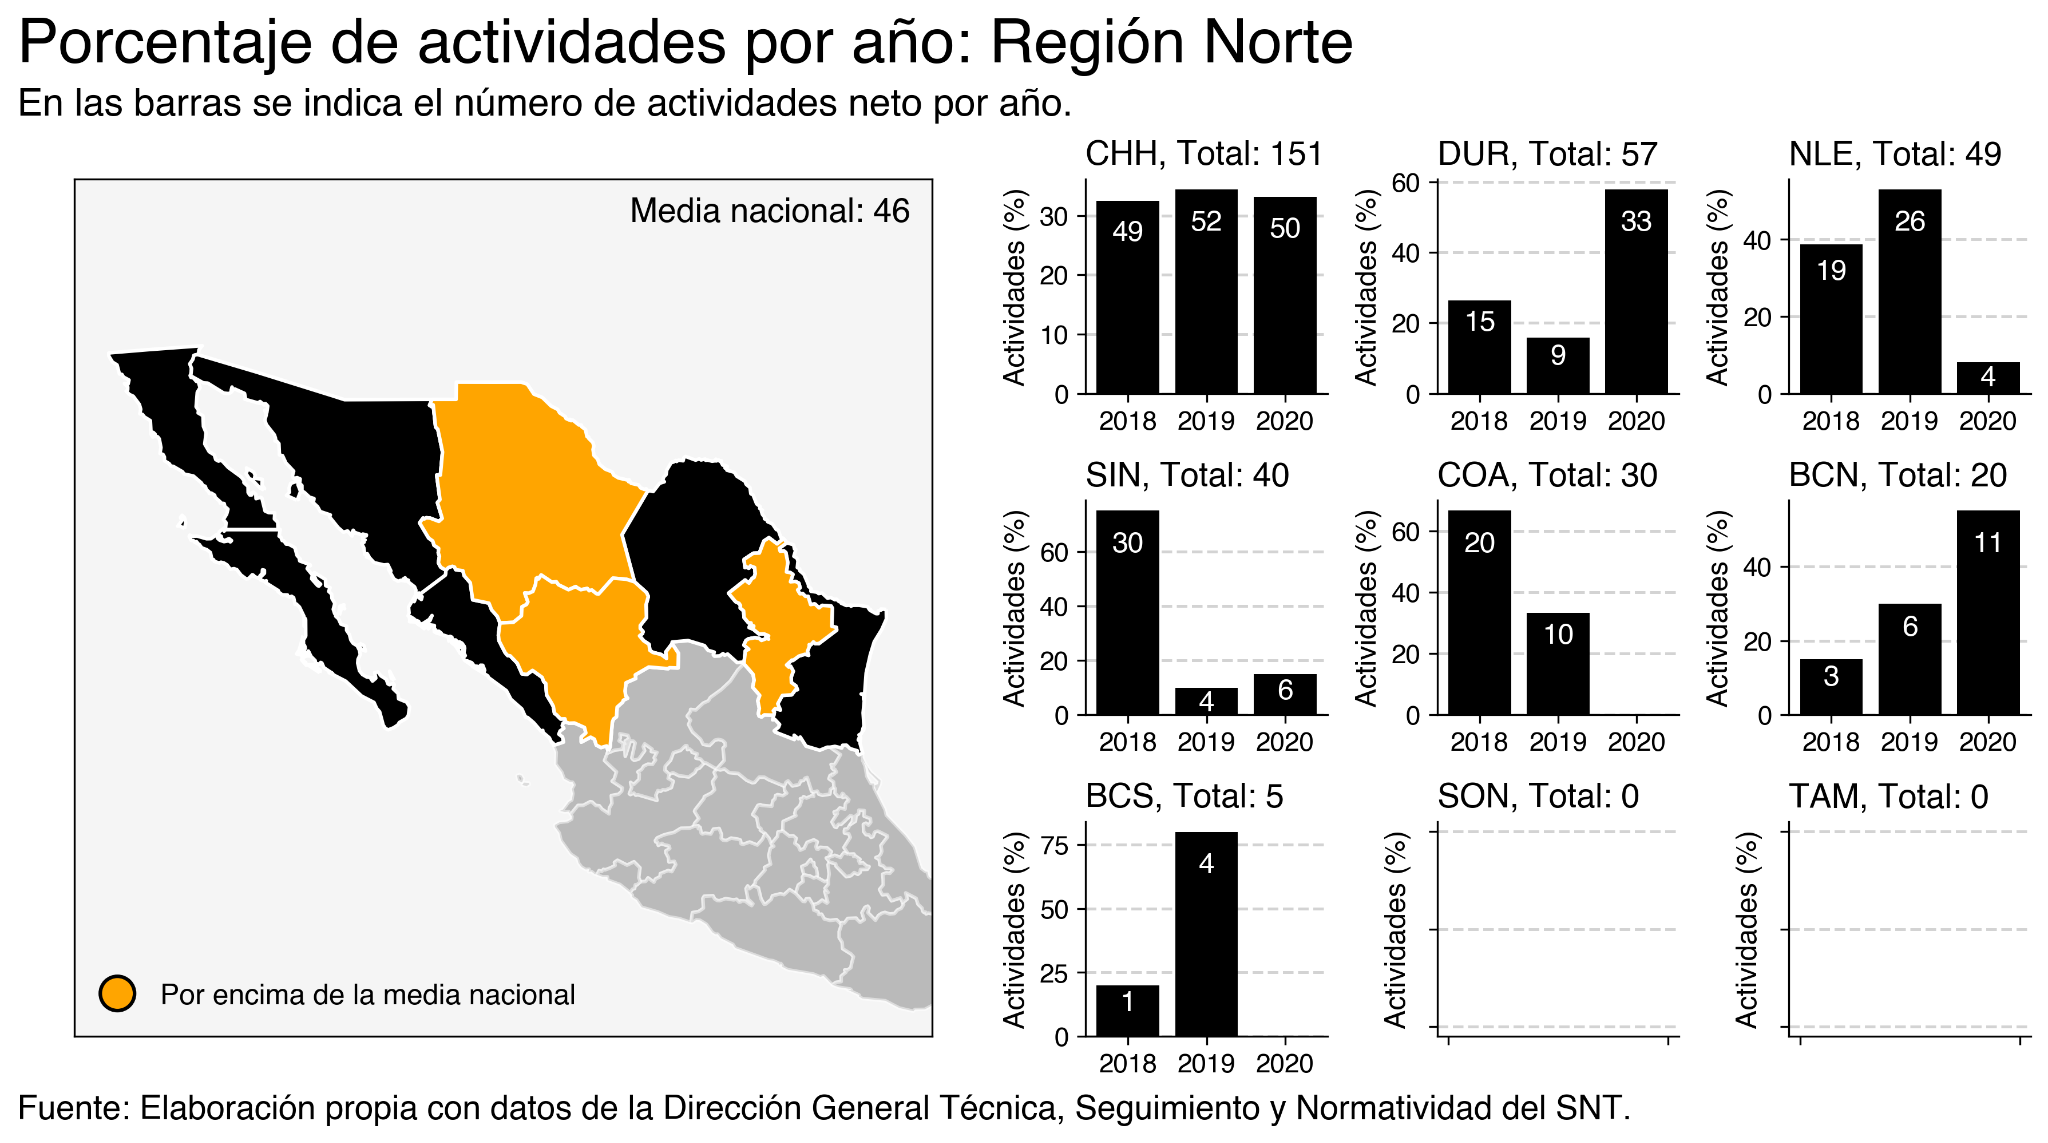 Porcentaje de actividades por año: Región Norte
En las barras se indica el número de actividades neto por año.
Media nacional: 46
Por encima de la media nacional
CHH, Total: 151
Actividades (%)
30
20
10
0
49
52
50
2018 2019 2020
DUR, Total: 57
Actividades (%)
60
40
20
0
15
9
33
2018 2019 2020
NLE, Total: 49
Actividades (%)
40
20
0
19
26
4
2018 2019 2020
SIN, Total: 40
Actividades (%)
60
40
20
0
30
4
6
2018 2019 2020
COA, Total: 30
Actividades (%)
60
40
20
0
20
10
2018 2019 2020
BCN, Total: 20
Actividades (%)
40
20
0
3
6
11
2018 2019 2020
BCS, Total: 5
Actividades (%)
75
50
25
0
1
4
2018 2019 2020
SON, Total: 0
Actividades (%)
TAM, Total: 0
Actividades (%)
Fuente: Elaboración propia con datos de la Dirección General Técnica, Seguimiento y Normatividad del SNT.